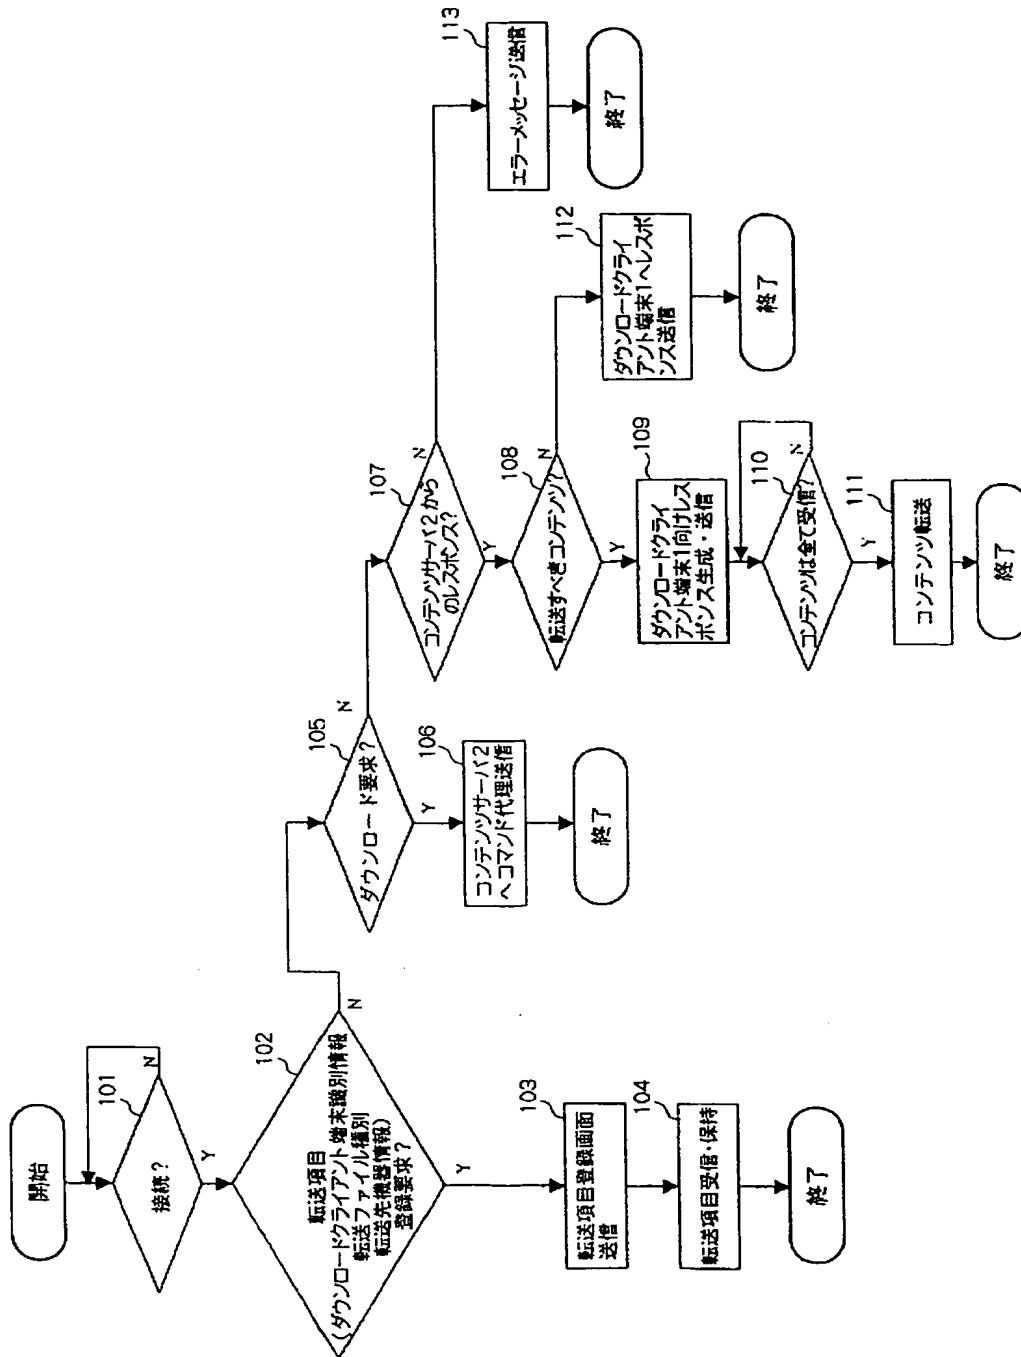 開始
101
接続？
N
Y
102
転送項目
（ダウンロードクライアント端末識別情報
転送ファイル種別
転送先機器情報）
登録要求？
N
Y
103
転送項目登録画面
送信
104
転送項目受信・保持
終了
105
ダウンロード要求？
N
Y
106
コンテンツサーバ2
へコマンド代理送信
終了
107
コンテンツサーバ2から
のレスポンス？
N
Y
108
転送すべきコンテンツ？
N
Y
109
ダウンロードクライ
アント端末1向けレス
ポンス生成・送信
110
コンテンツは全て受信？
N
Y
111
コンテンツ転送
終了
112
ダウンロードクライ
アント端末1へレスポ
ンス送信
終了
113
エラーメッセージ送信
終了